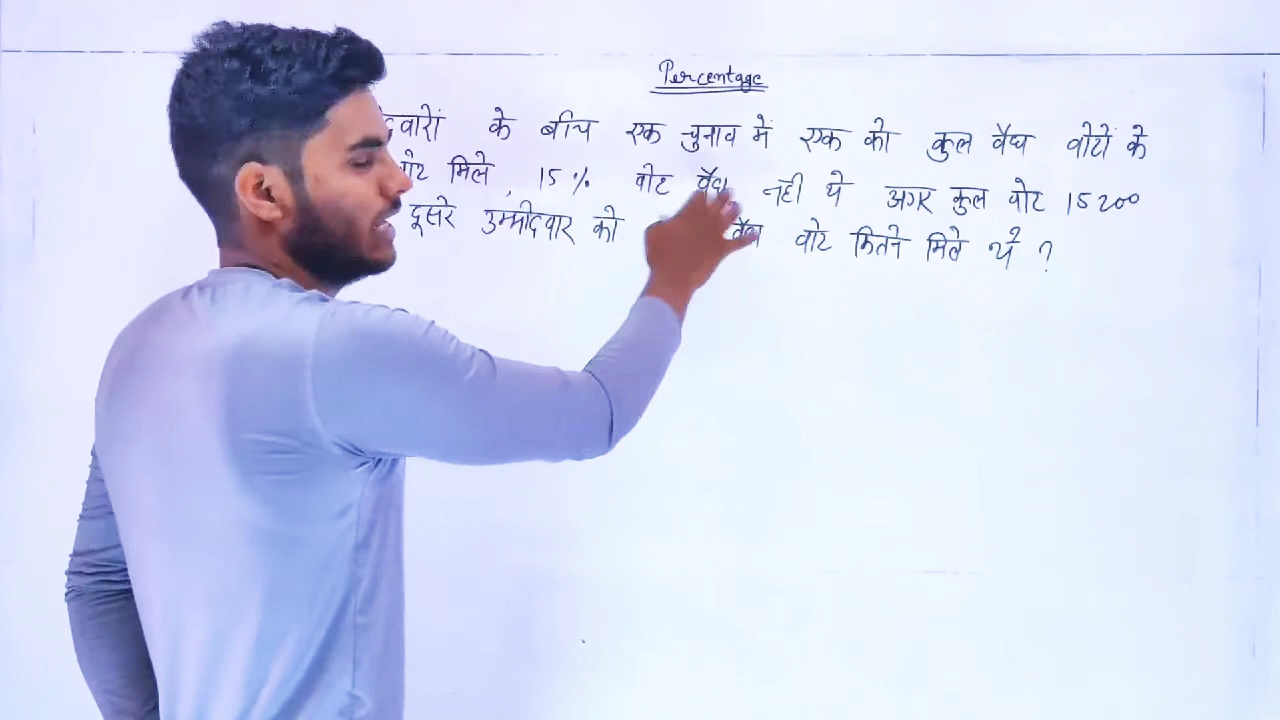 Percentage
के बीच एक चुनाव में एक को कुल वैध वोटों के
मिले , 15% वोट वैध नही थे अगर कुल वोट 15200
दूसरे उम्मीदवार को वैध वोट कितने मिले थे ?